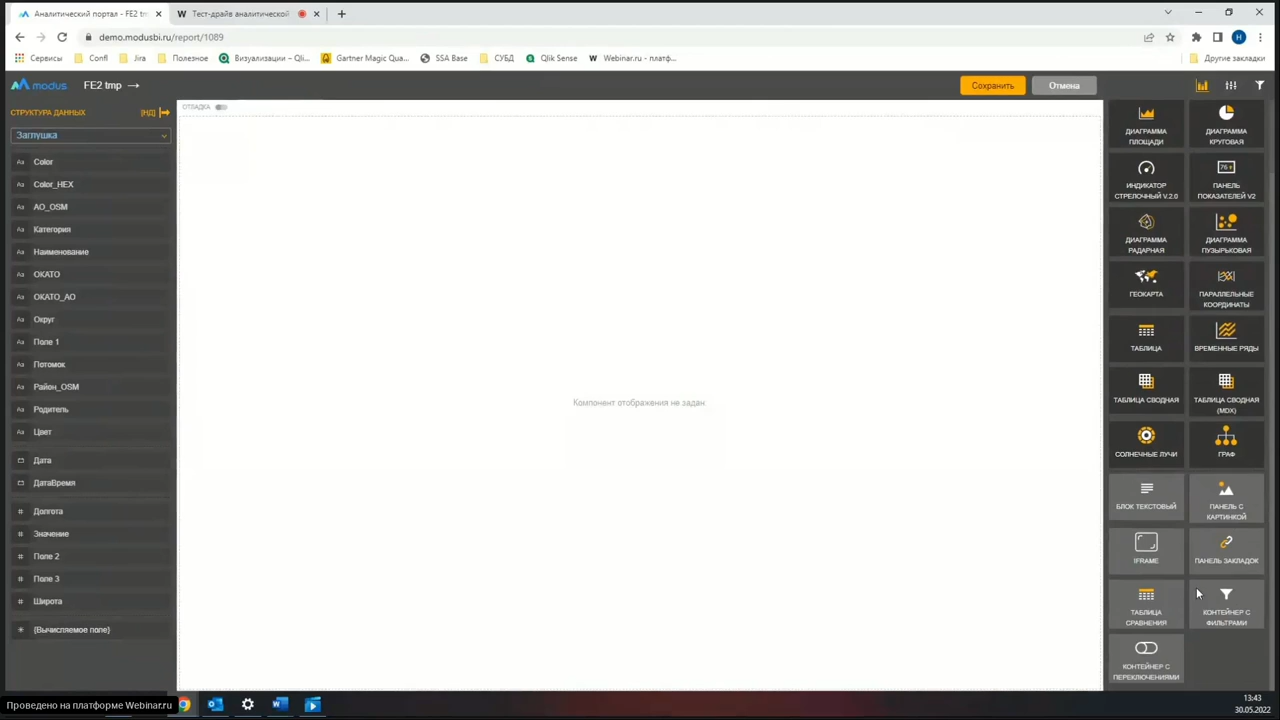 Аналитический портал - FE2 tm
Тест-драйв аналитической
demo.modusbi.ru/report/1089
Сервисы
Confl
Jira
Полезное
Визуализации – Qli...
Gartner Magic Qua...
SSA Base
СУБД
Qlik Sense
Webinar.ru - платф...
Другие закладки
modus
FE2 tmp
Сохранить
Отмена
СТРУКТУРА ДАННЫХ
[НД]
Заглушка
Color
Color_HEX
AO_OSM
Категория
Наименование
ОКАТО
ОКАТО_АО
Округ
Поле 1
Потомок
Район_OSM
Родитель
Цвет
Дата
ДатаВремя
Долгота
Значение
Поле 2
Поле 3
Широта
{Вычисляемое поле}
ОТЛАДКА
Компонент отображения не задан
ДИАГРАММА
ПЛОЩАДИ
ДИАГРАММА
КРУГОВАЯ
ИНДИКАТОР
СТРЕЛОЧНЫЙ V.2.0
ПАНЕЛЬ
ПОКАЗАТЕЛЕЙ V2
ДИАГРАММА
РАДАРНАЯ
ДИАГРАММА
ПУЗЫРЬКОВАЯ
ГЕОКАРТА
ПАРАЛЛЕЛЬНЫЕ
КООРДИНАТЫ
ТАБЛИЦА
ВРЕМЕННЫЕ РЯДЫ
ТАБЛИЦА СВОДНАЯ
ТАБЛИЦА СВОДНАЯ
(MDX)
СОЛНЕЧНЫЕ ЛУЧИ
ГРАФ
БЛОК ТЕКСТОВЫЙ
ПАНЕЛЬ С
КАРТИНКОЙ
IFRAME
ПАНЕЛЬ ЗАКЛАДОК
ТАБЛИЦА
СРАВНЕНИЯ
КОНТЕЙНЕР С
ФИЛЬТРАМИ
КОНТЕЙНЕР С
ПЕРЕКЛЮЧЕНИЯМИ
Проведено на платформе Webinar.ru
13:43
30.05.2022